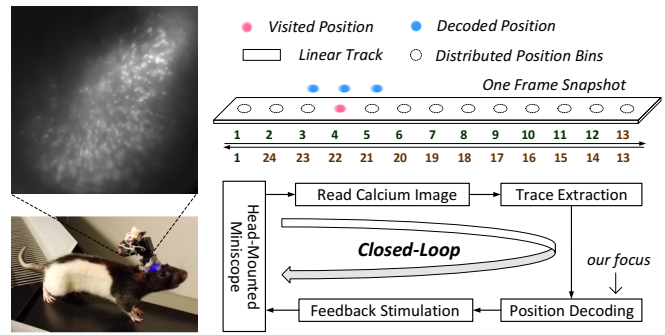 Visited Position
Decoded Position
Linear Track
Distributed Position Bins
One Frame Snapshot
1 2 3 4 5 6 7 8 9 10 11 12 13
1 24 23 22 21 20 19 18 17 16 15 14 13
Head-Mounted
Miniscope
Read Calcium Image
Trace Extraction
Closed-Loop
our focus
Feedback Stimulation
Position Decoding